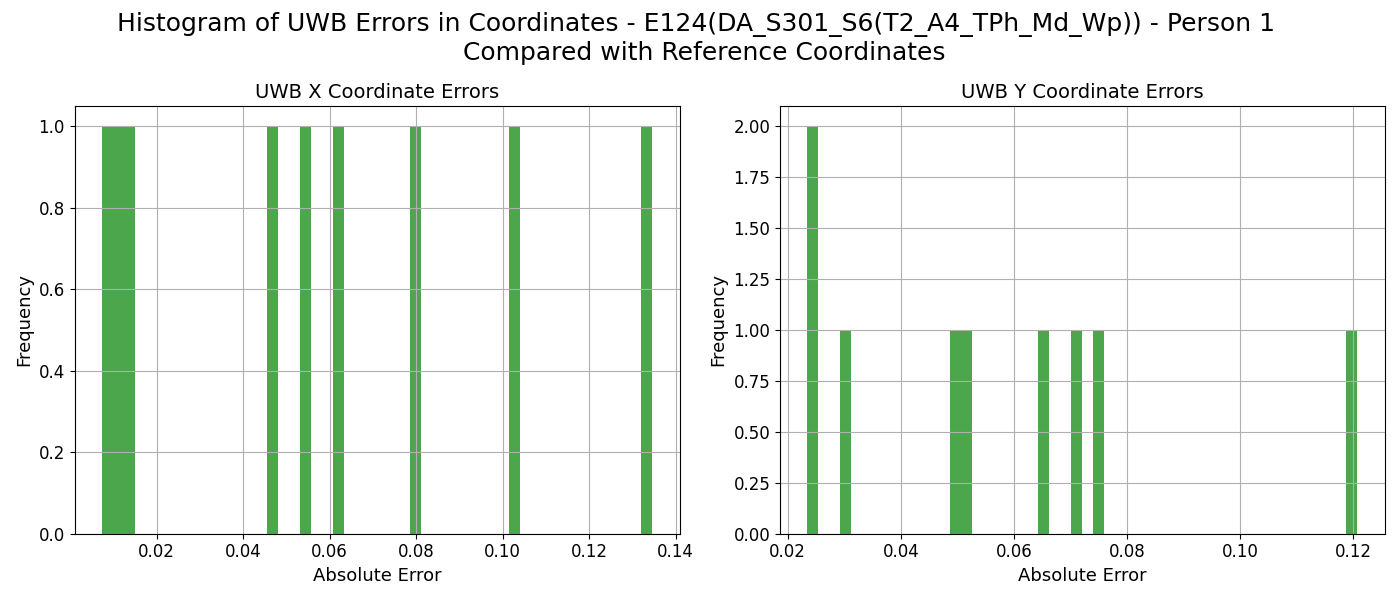 Histogram of UWB Errors in Coordinates - E124(DA_S301_S6(T2_A4_TPh_Md_Wp)) - Person 1
Compared with Reference Coordinates
UWB X Coordinate Errors
1.0
0.8
0.6
0.4
0.2
0.0
Frequency
0.02 0.04 0.06 0.08 0.10 0.12 0.14
Absolute Error
UWB Y Coordinate Errors
2.00
1.75
1.50
1.25
1.00
0.75
0.50
0.25
0.00
Frequency
0.02 0.04 0.06 0.08 0.10 0.12
Absolute Error